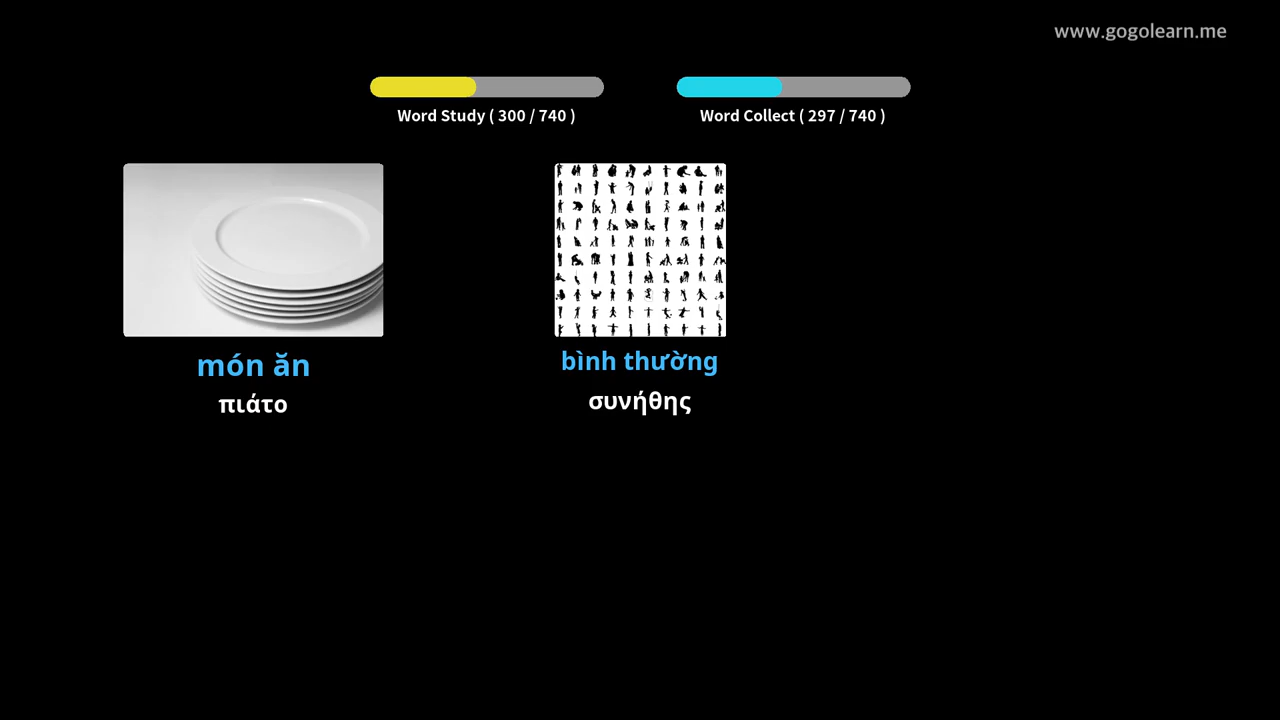 www.gogolearn.me
Word Study ( 300 / 740 )
Word Collect ( 297 / 740 )
món ăn
πιάτο
bình thường
συνήθης